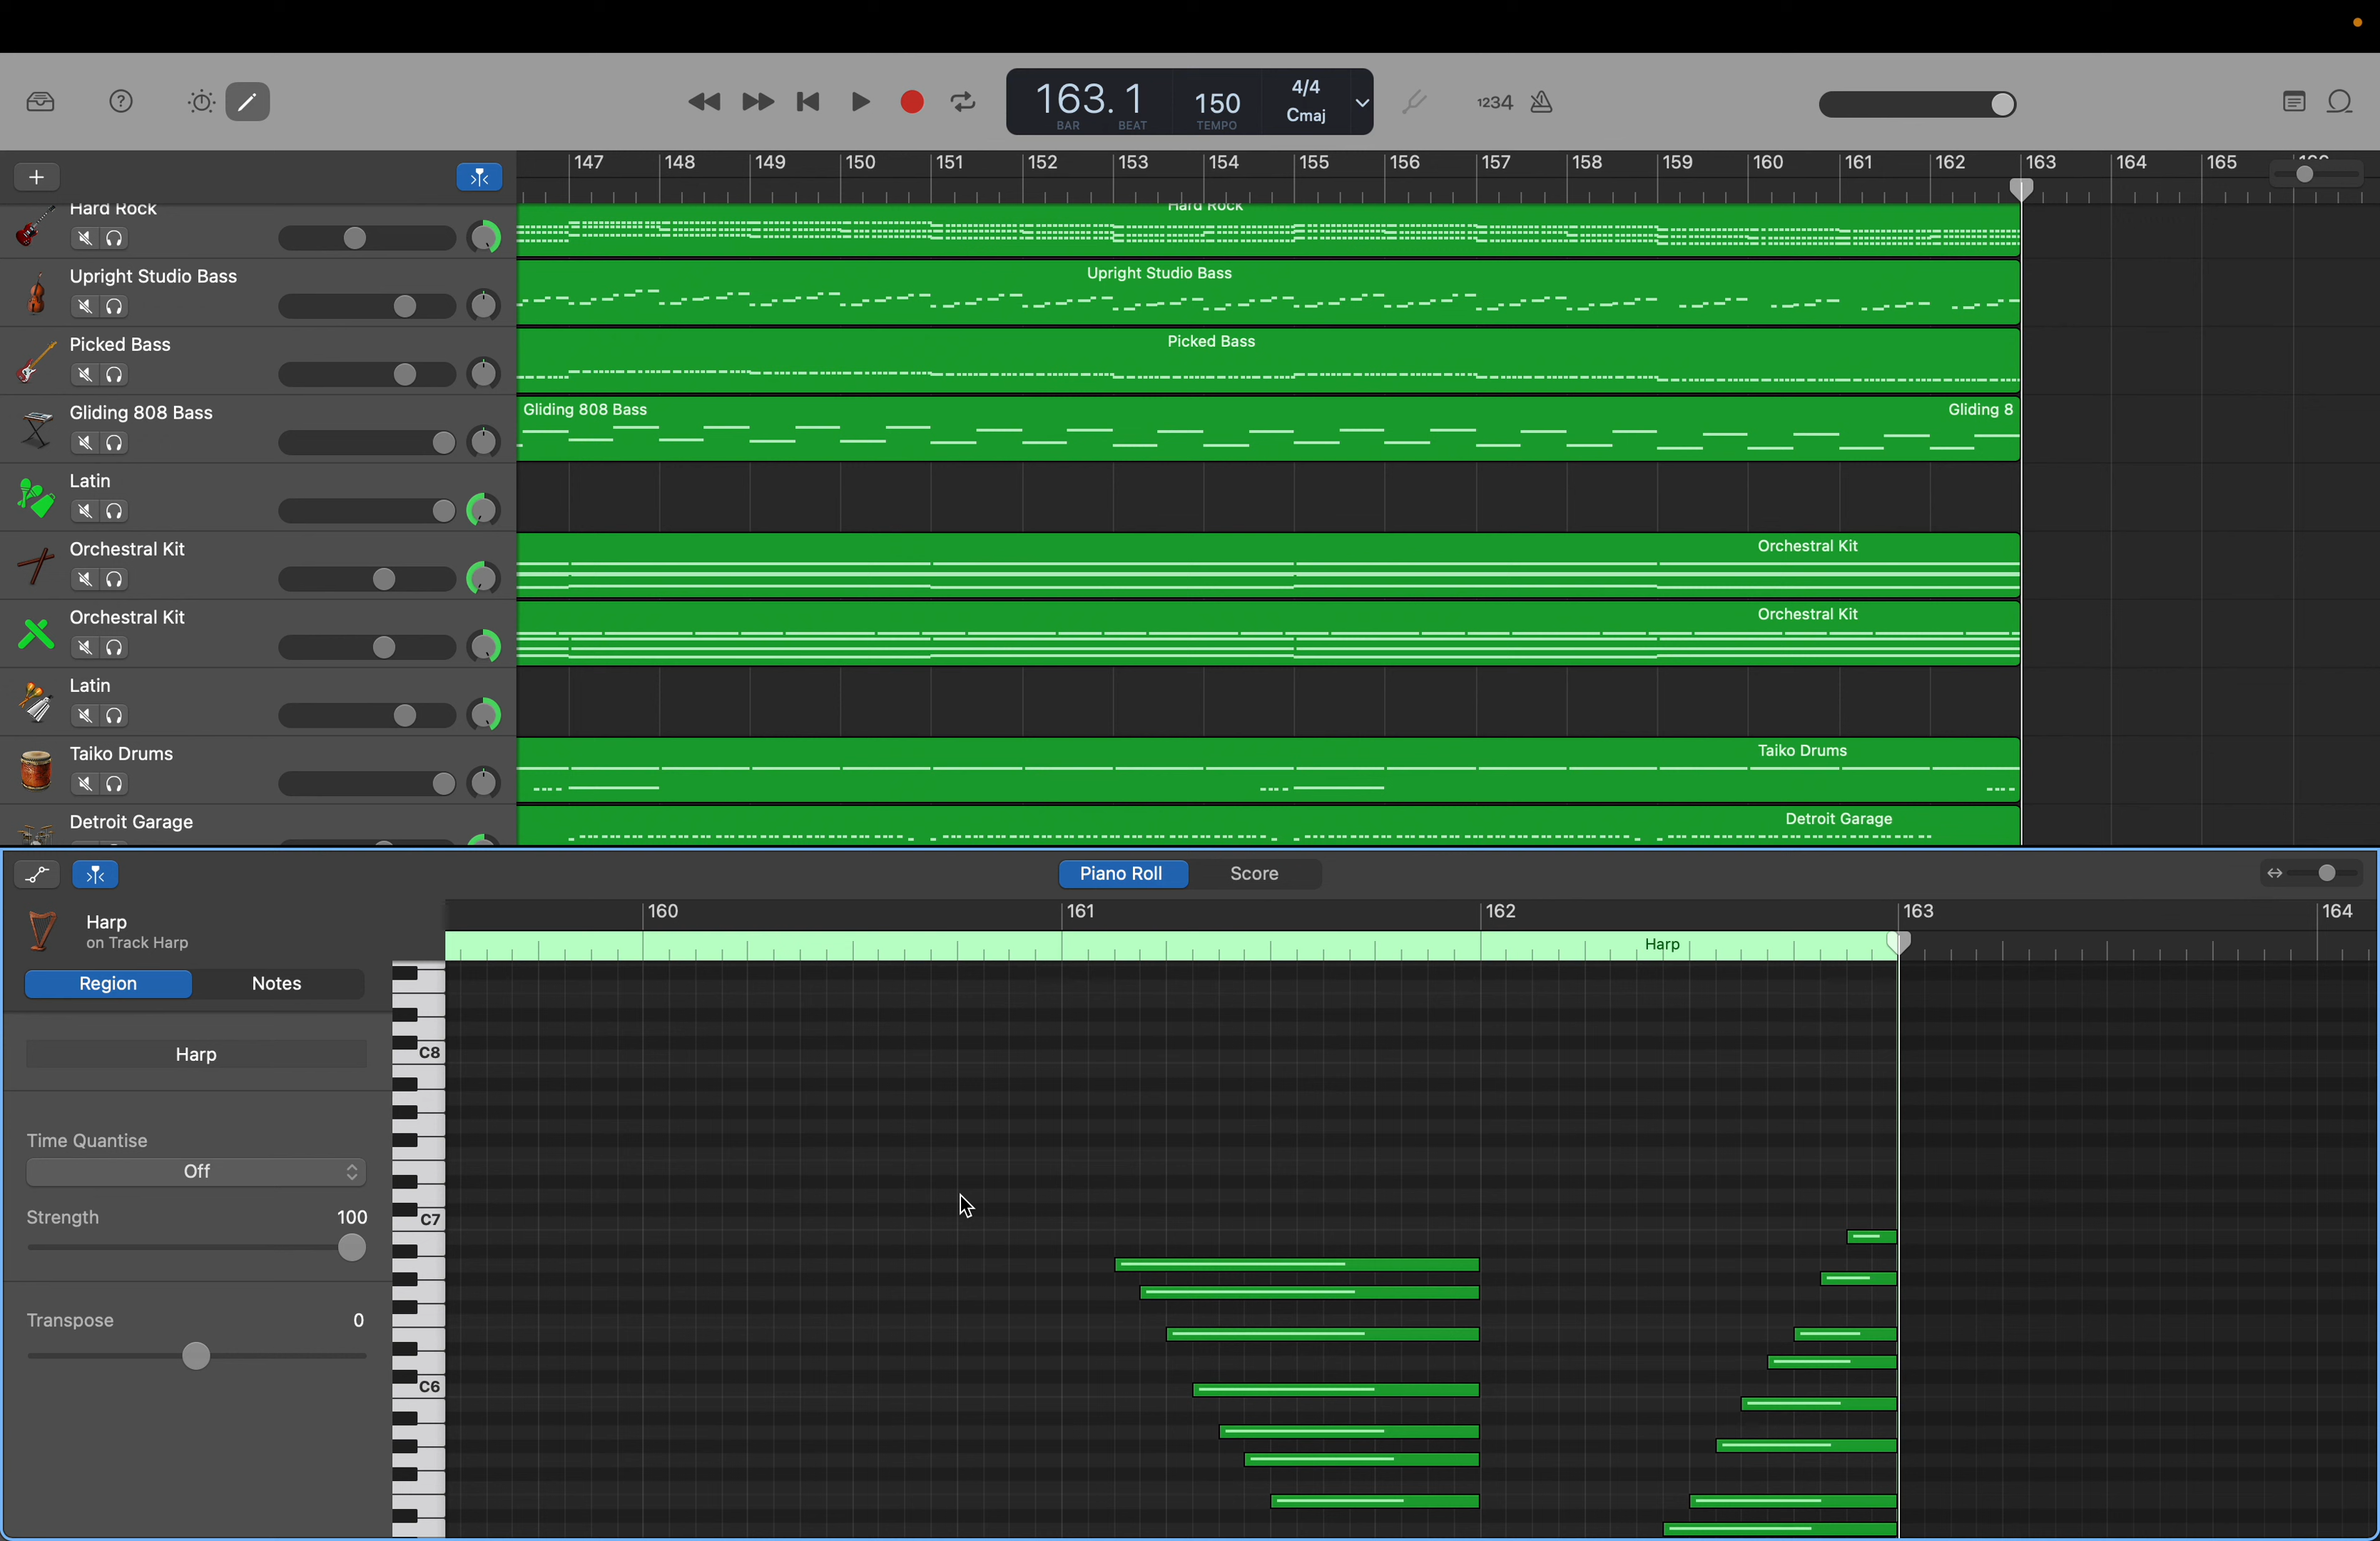 163. 1
BAR
BEAT
150
TEMPO
4/4
Cmaj
1234
147 148 149 150 151 152 153 154 155 156 157 158 159 160 161 162 163 164 165
Hard Rock
Hard Rock
Upright Studio Bass
Upright Studio Bass
Picked Bass
Picked Bass
Gliding 808 Bass
Gliding 808 Bass
Gliding 8
Latin
Orchestral Kit
Orchestral Kit
Orchestral Kit
Orchestral Kit
Latin
Taiko Drums
Taiko Drums
Detroit Garage
Detroit Garage
Piano Roll
Score
160 161 162 163 164
Harp
on Track Harp
Harp
Region
Notes
Harp
Time Quantise
Off
Strength
100
Transpose
0
C8
C7
C6